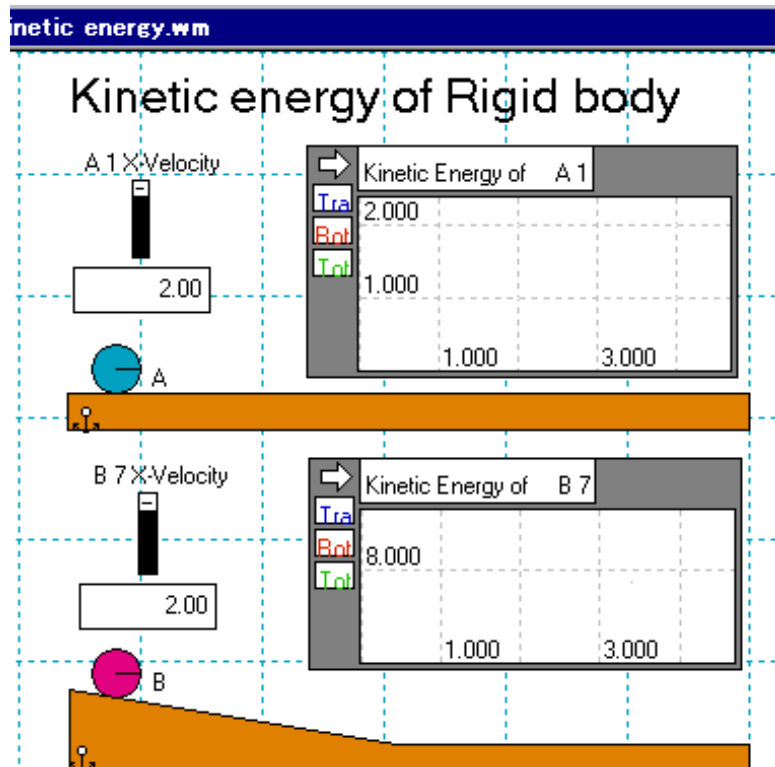 inetic energy.wm
Kinetic energy of Rigid body
A 1 X-Velocity
2.00
Kinetic Energy of A 1
Tra
Rot
Tot
2.000
1.000
1.000 3.000
A
B 7 X-Velocity
2.00
Kinetic Energy of B 7
Tra
Rot
Tot
8.000
1.000 3.000
B